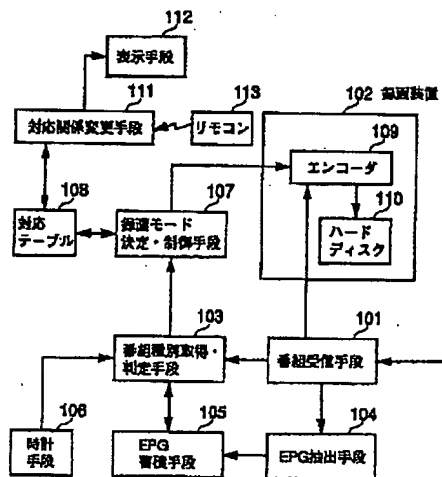 112
表示手段
111
対応関係変更手段
113
リモコン
102 録画装置
109
エンコーダ
110
ハード
ディスク
108
対応
テーブル
107
録画モード
決定・制御手段
103
番組種別取得・
判定手段
101
番組受信手段
106
時計
手段
105
EPG
蓄積手段
104
EPG抽出手段